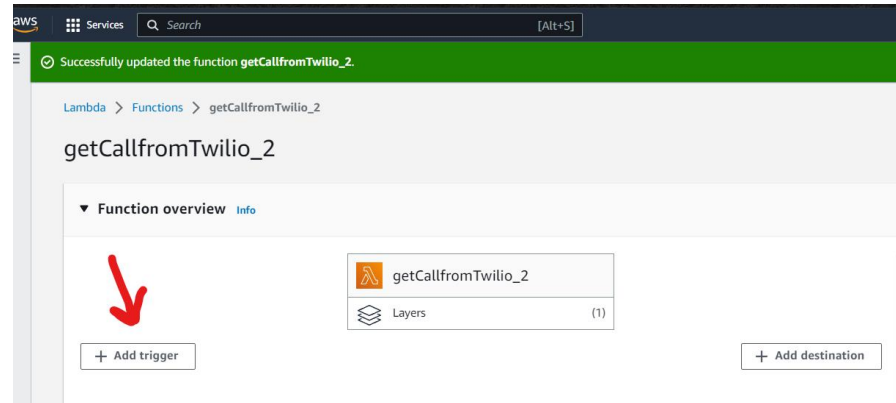 aws Services Search [Alt+S]
Successfully updated the function getCallfromTwilio_2.
Lambda > Functions > getCallfromTwilio_2
getCallfromTwilio_2
▼ Function overview Info
getCallfromTwilio_2
Layers (1)
+ Add trigger
+ Add destination